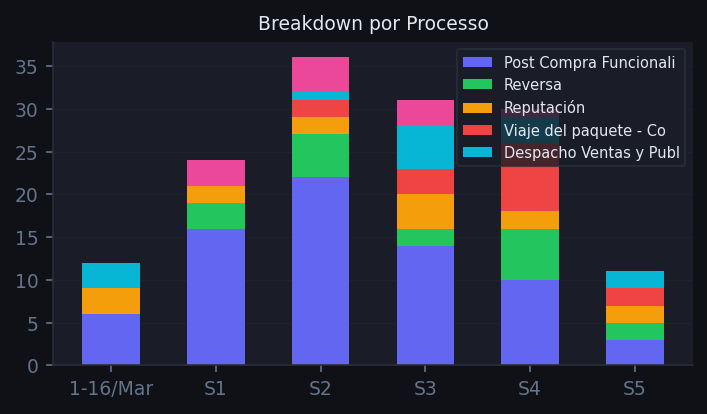 Breakdown por Processo
Post Compra Funcionali
Reversa
Reputación
Viaje del paquete - Co
Despacho Ventas y Publ
35
30
25
20
15
10
5
0
1-16/Mar S1 S2 S3 S4 S5